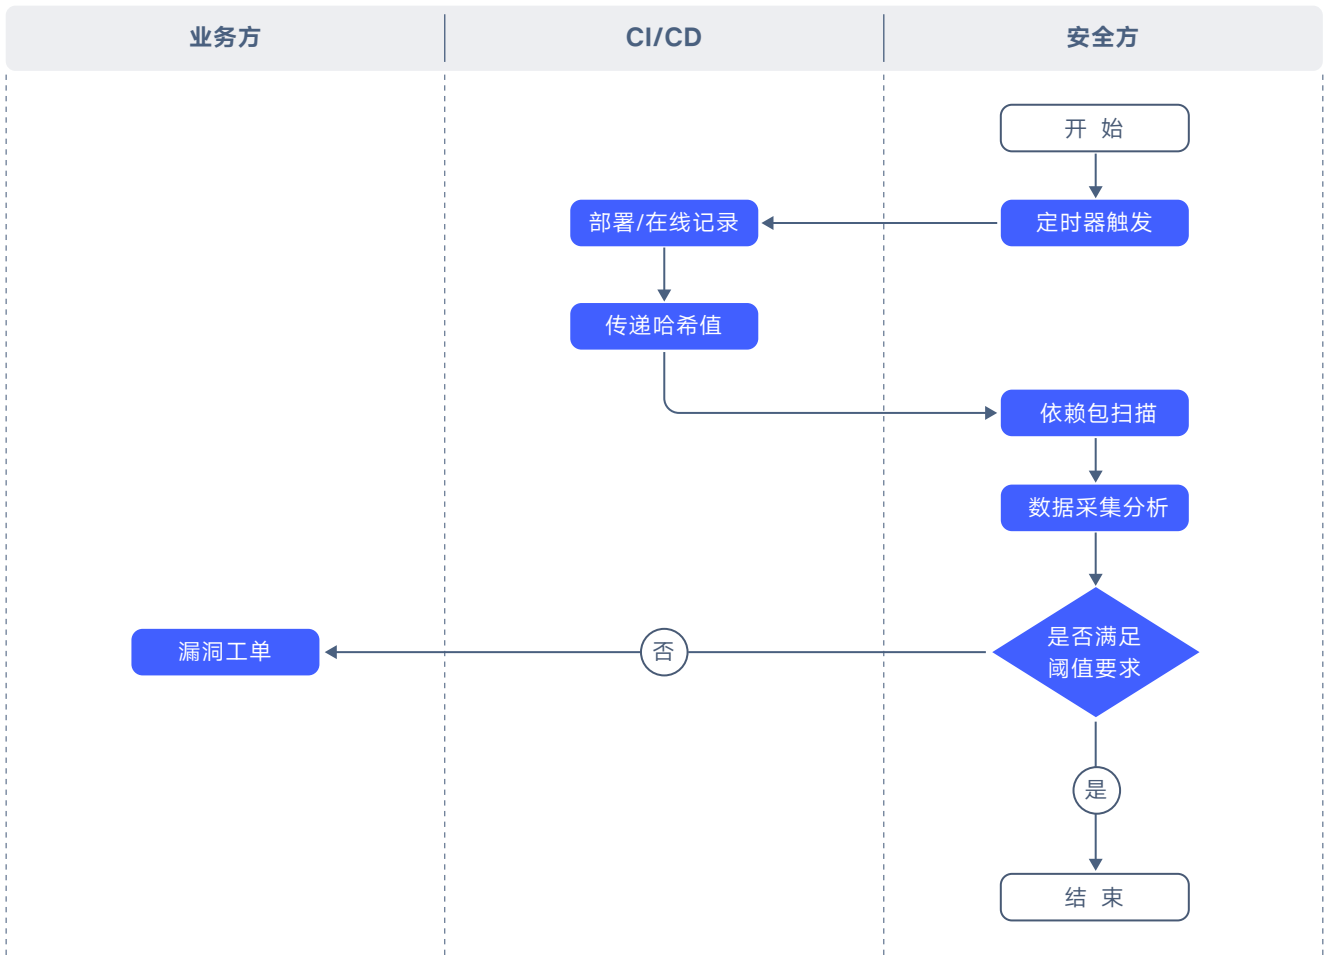 业务方
CI/CD
安全方
开 始
部署/在线记录
定时器触发
传递哈希值
依赖包扫描
数据采集分析
漏洞工单
否
是否满足
阈值要求
是
结 束